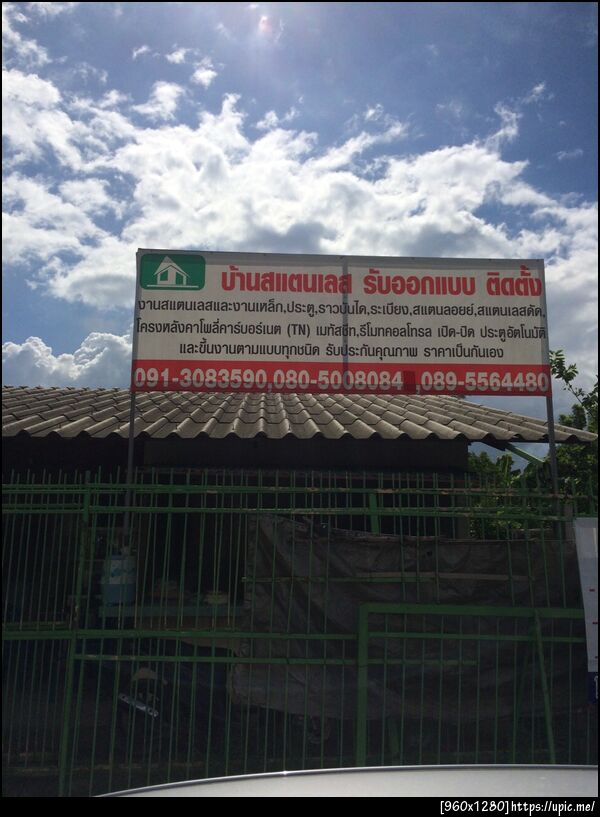 บ้านสแตนเลส รับออกแบบ ติดตั้ง
งานสแตนเลสและงานเหล็ก,ประตู,ราวบันได,ระเบียง,สแตนลอยย์,สแตนเลสดัด,
โครงหลังคาโพลี่คาร์บอร์เนต (TN) เมทัลชีท,รีโมทคอลโทรล เปิด-ปิด ประตูอัตโนมัติ
และขึ้นงานตามแบบทุกชนิด รับประกันคุณภาพ ราคาเป็นกันเอง
091-3083590,080-5008084 ,089-5564480
[960x1280]https://upic.me/